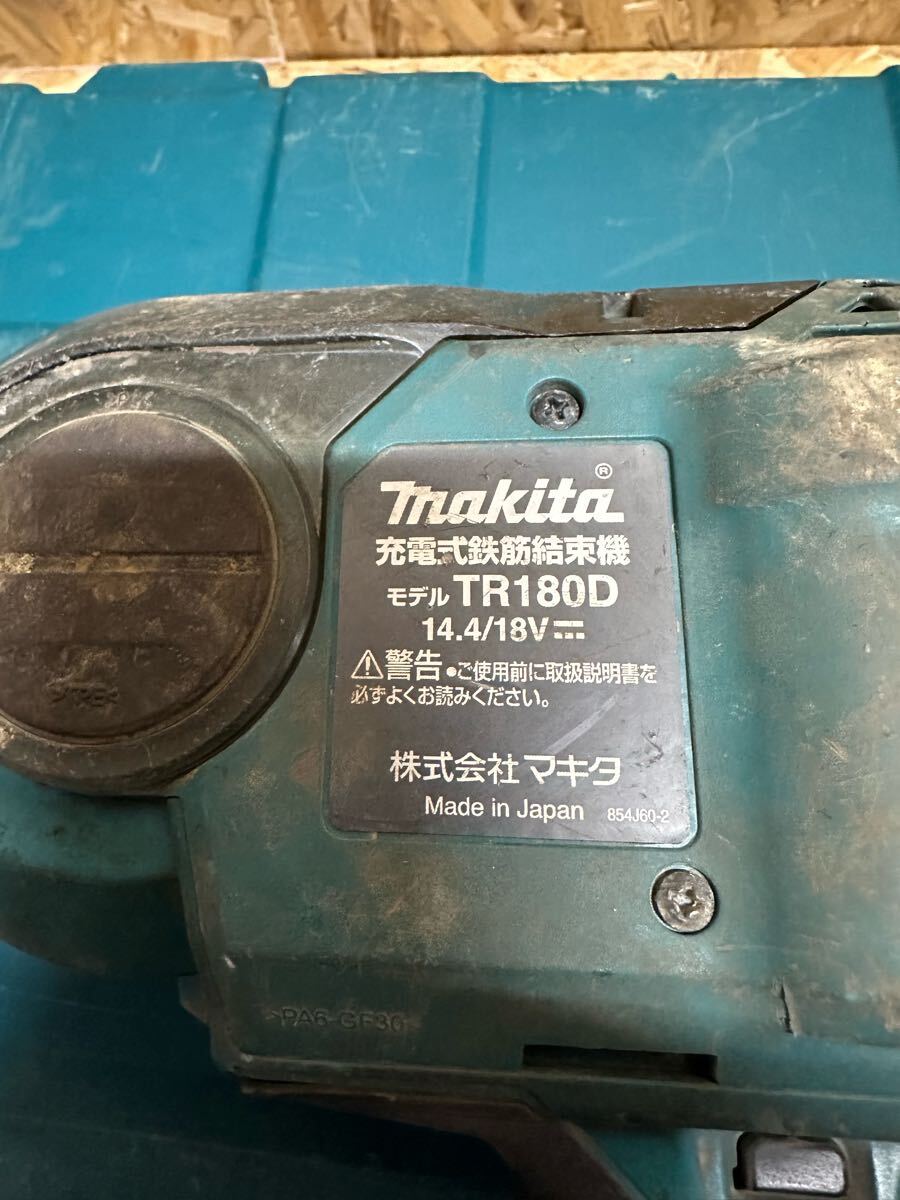 makita®
充電式鉄筋結束機
モデル TR180D
14.4/18V
警告 ●ご使用前に取扱説明書を
必ずよくお読みください。
株式会社マキタ
Made in Japan 854J60-2
>PA6-GF30<